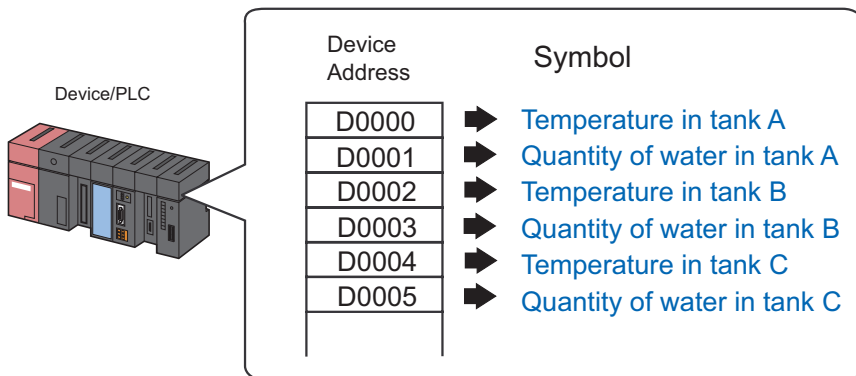 Device
Address
Symbol
Device/PLC
D0000 Temperature in tank A
D0001 Quantity of water in tank A
D0002 Temperature in tank B
D0003 Quantity of water in tank B
D0004 Temperature in tank C
D0005 Quantity of water in tank C